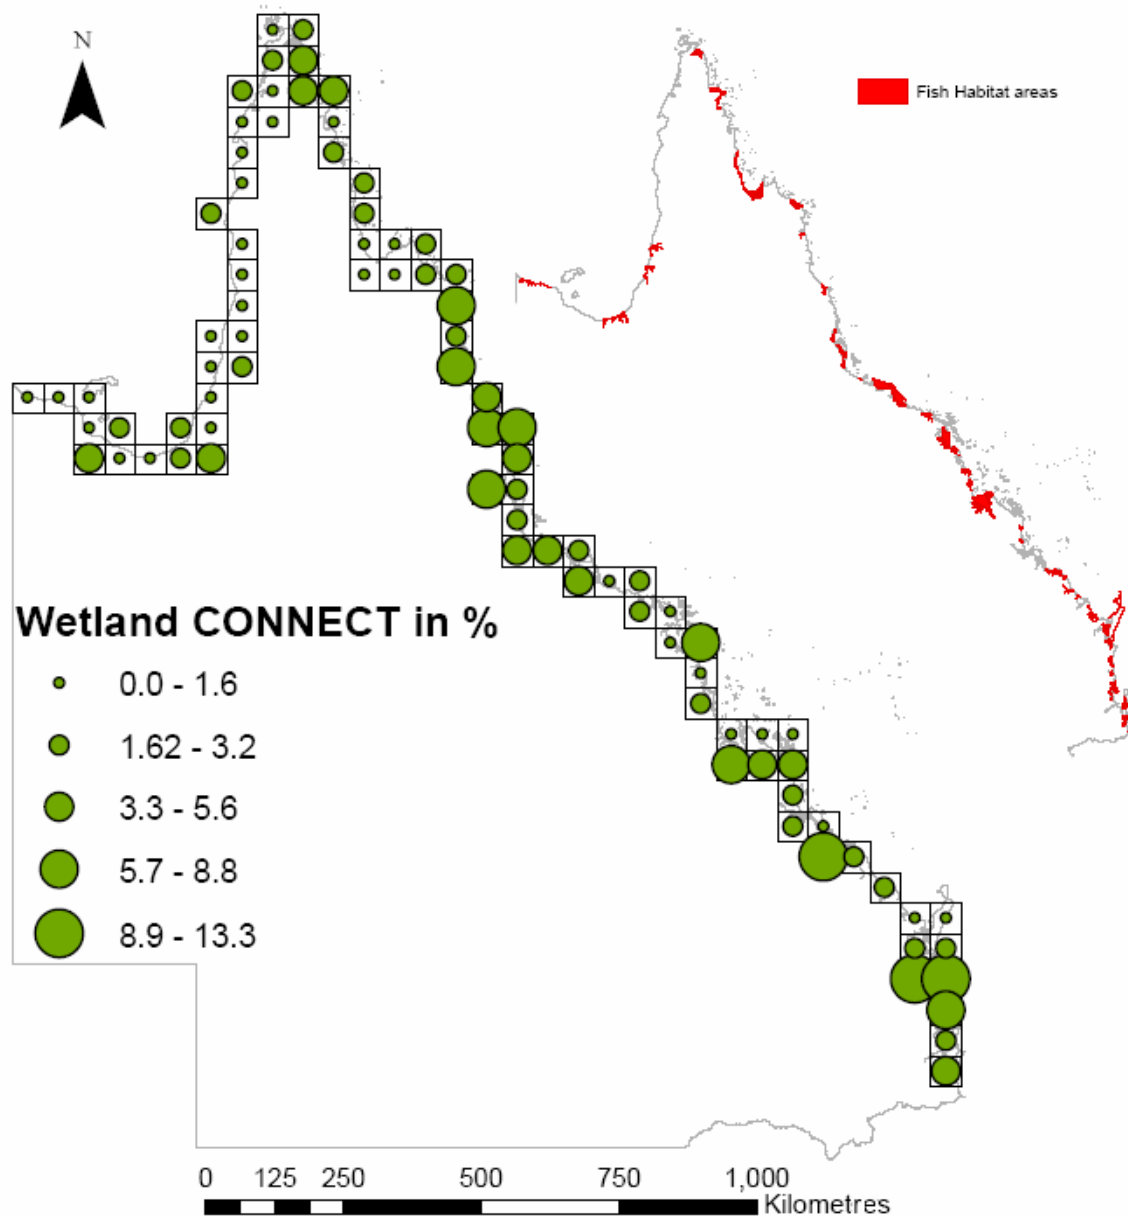 N
Fish Habitat areas
Wetland CONNECT in %
0.0 - 1.6
1.62 - 3.2
3.3 - 5.6
5.7 - 8.8
8.9 - 13.3
0 125 250 500 750 1,000
Kilometres